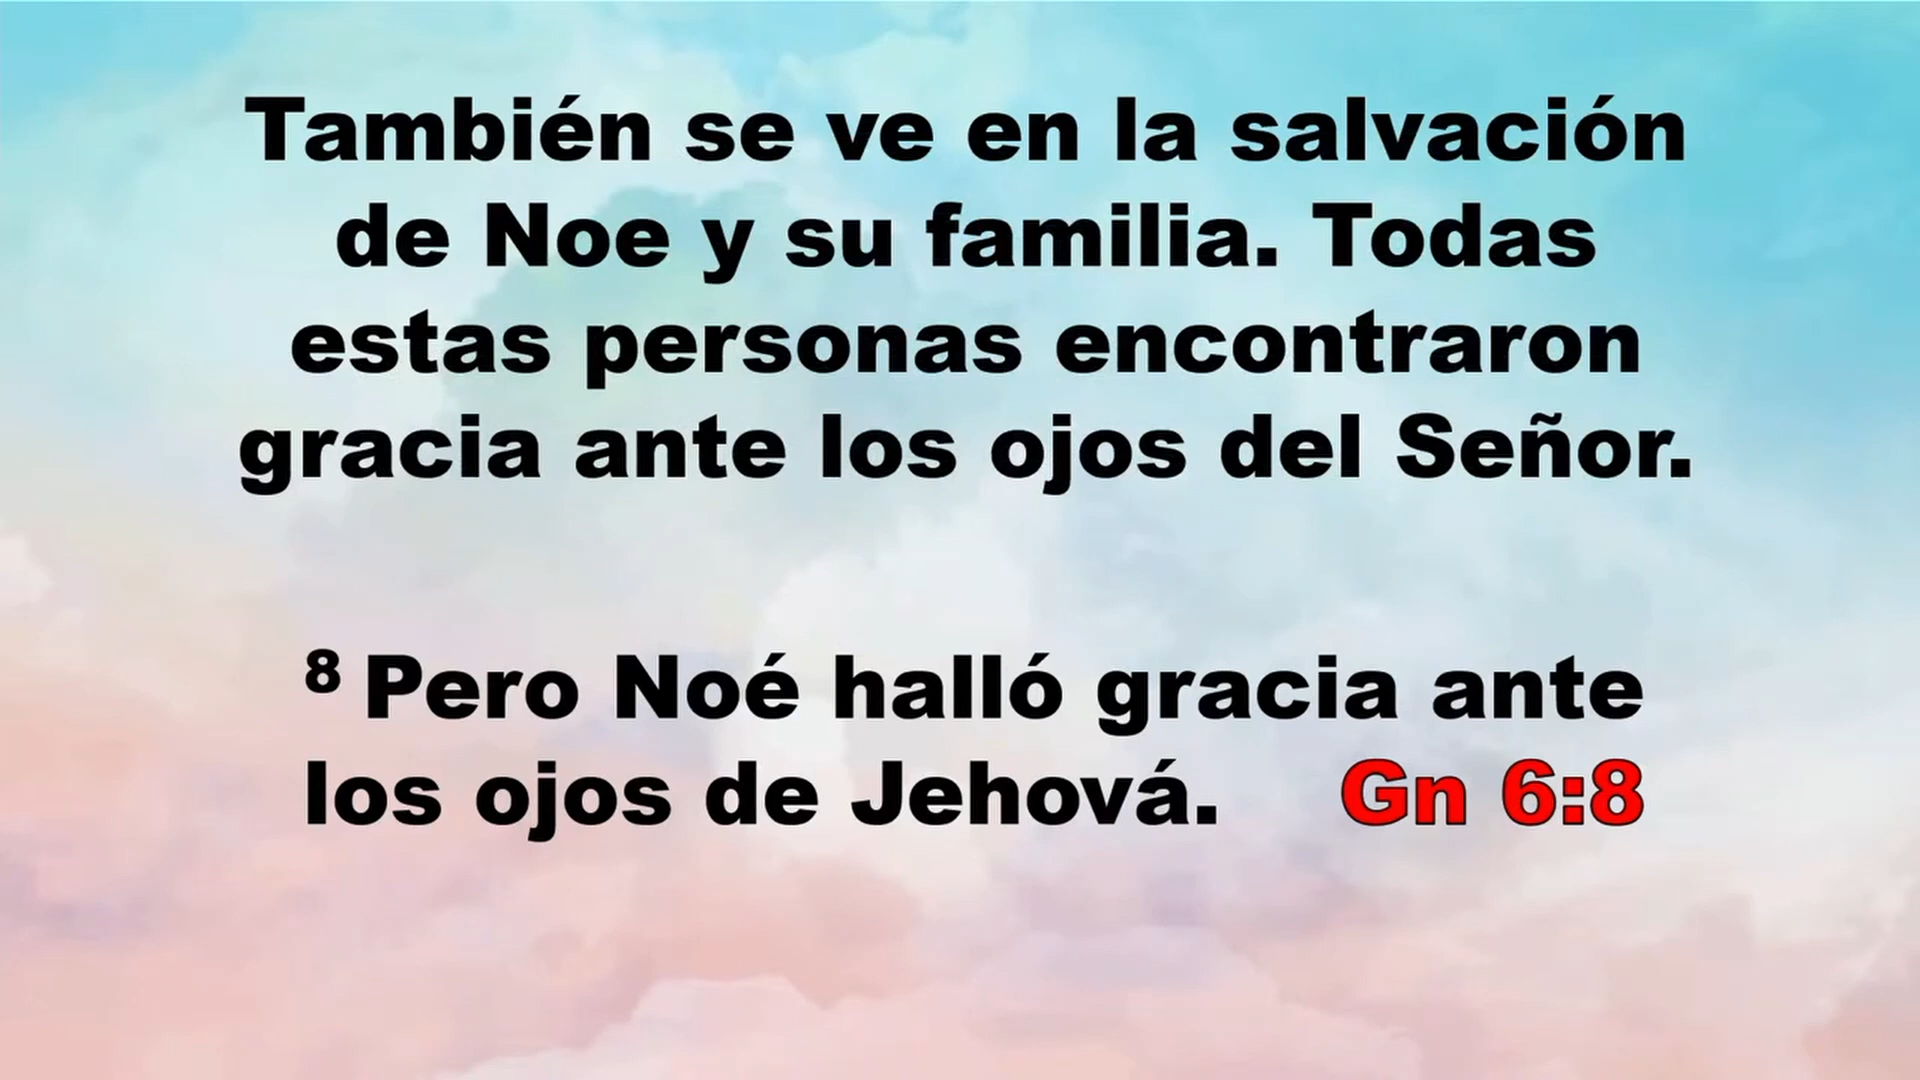 También se ve en la salvación
de Noe y su familia. Todas
estas personas encontraron
gracia ante los ojos del Señor.
8 Pero Noé halló gracia ante
los ojos de Jehová. Gn 6:8